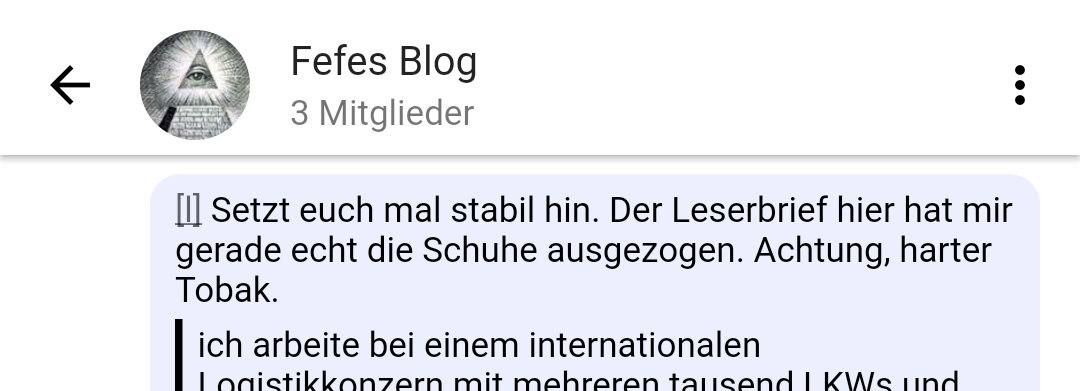 Fefes Blog
3 Mitglieder
[l] Setzt euch mal stabil hin. Der Leserbrief hier hat mir
gerade echt die Schuhe ausgezogen. Achtung, harter
Tobak.
ich arbeite bei einem internationalen
Logistikkonzern mit mehreren tausend LKWs und